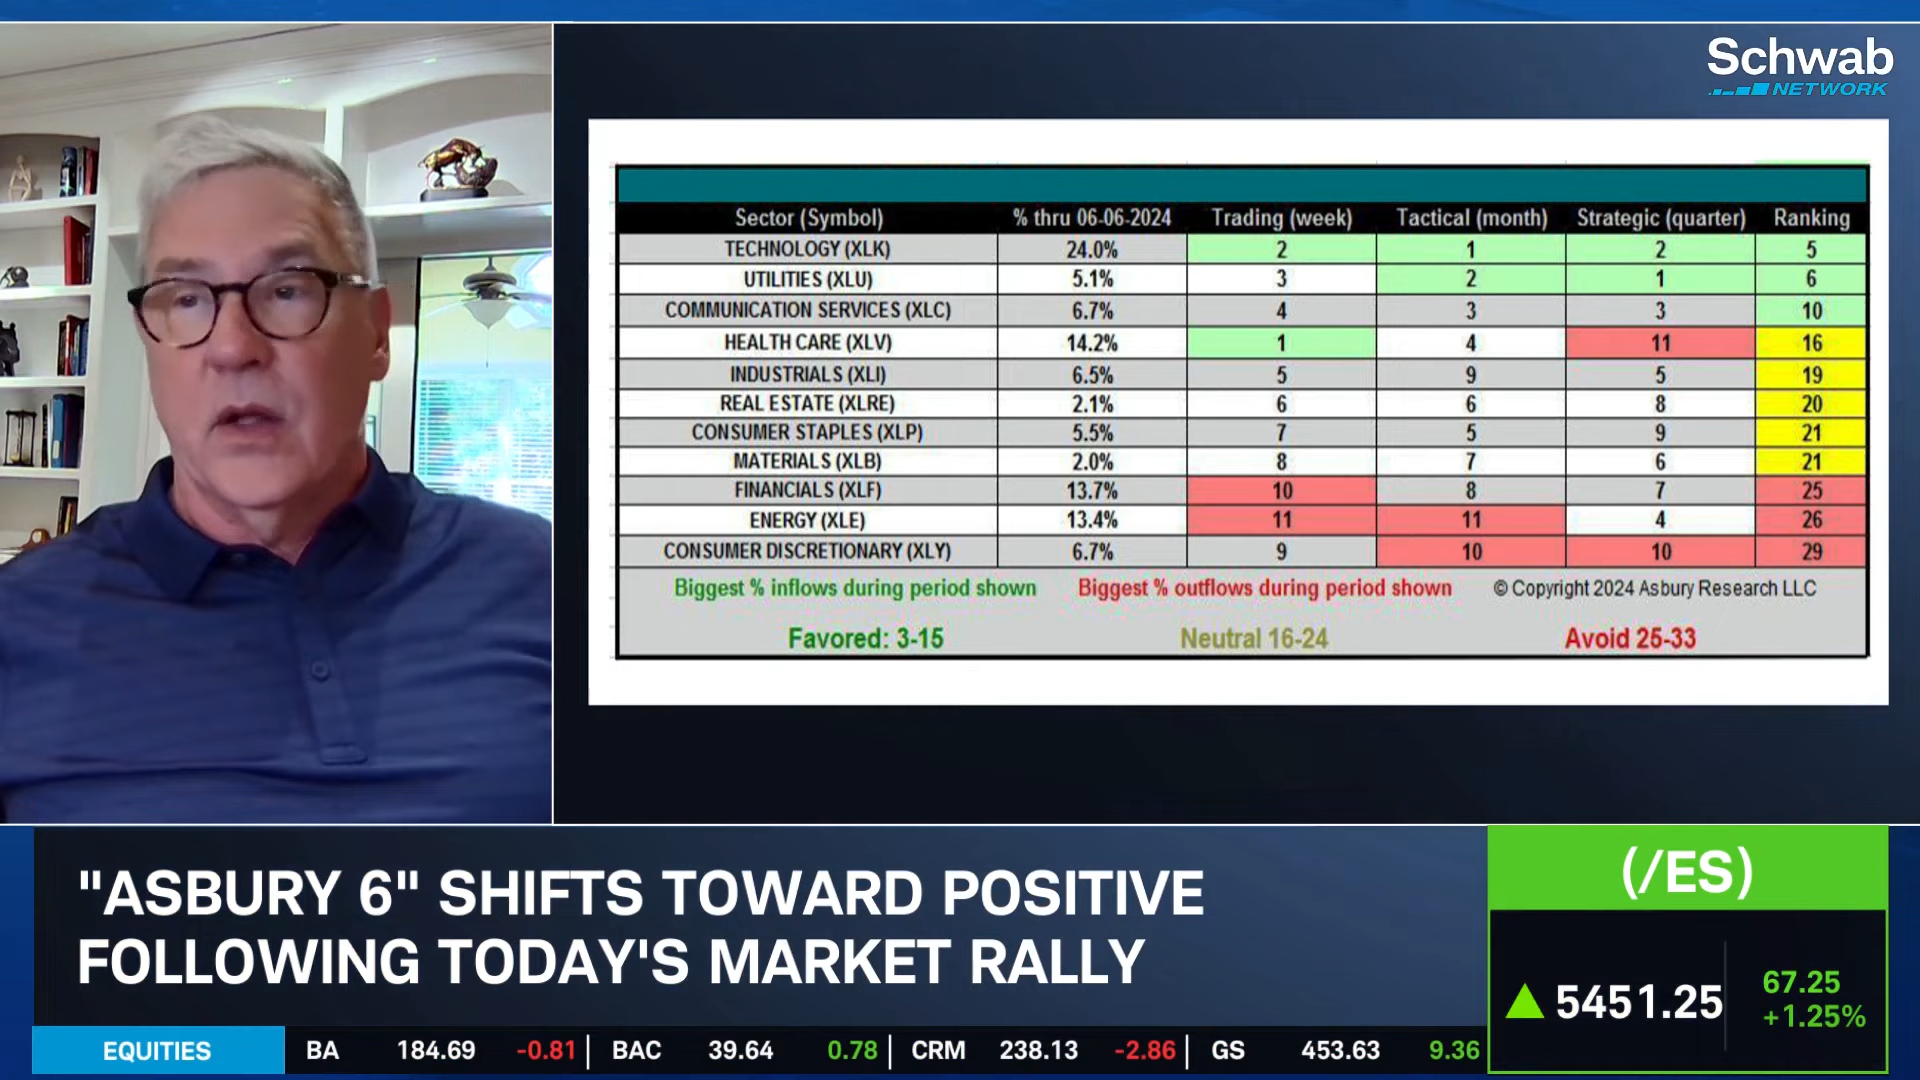 Schwab
NETWORK
Sector (Symbol) % thru 06-06-2024 Trading (week) Tactical (month) Strategic (quarter) Ranking
TECHNOLOGY (XLK) 24.0% 2 1 2 5
UTILITIES (XLU) 5.1% 3 2 1 6
COMMUNICATION SERVICES (XLC) 6.7% 4 3 3 10
HEALTH CARE (XLV) 14.2% 1 4 11 16
INDUSTRIALS (XLI) 6.5% 5 9 5 19
REAL ESTATE (XLRE) 2.1% 6 6 8 20
CONSUMER STAPLES (XLP) 5.5% 7 5 9 21
MATERIALS (XLB) 2.0% 8 7 6 21
FINANCIALS (XLF) 13.7% 10 8 7 25
ENERGY (XLE) 13.4% 11 11 4 26
CONSUMER DISCRETIONARY (XLY) 6.7% 9 10 10 29
Biggest % inflows during period shown Biggest % outflows during period shown © Copyright 2024 Asbury Research LLC
Favored: 3-15 Neutral 16-24 Avoid 25-33
"ASBURY 6" SHIFTS TOWARD POSITIVE
FOLLOWING TODAY'S MARKET RALLY
(/ES)
5451.25
67.25
+1.25%
EQUITIES BA 184.69 -0.81 BAC 39.64 0.78 CRM 238.13 -2.86 GS 453.63 9.36